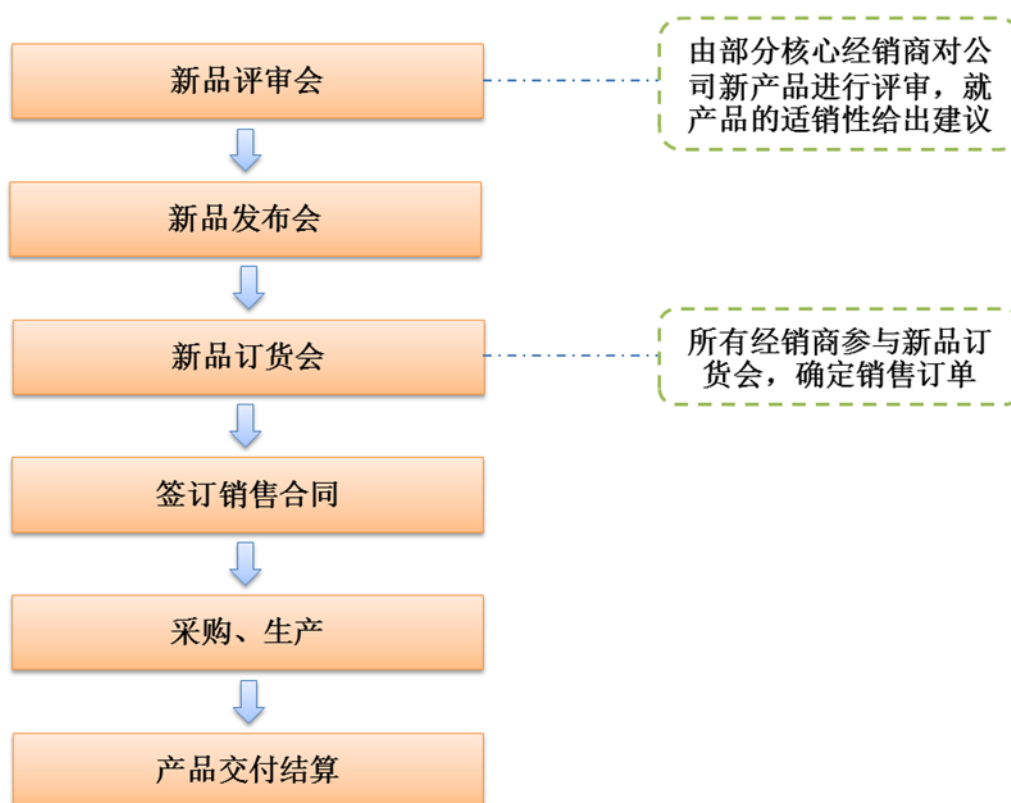 新品评审会
由部分核心经销商对公
司新产品进行评审，就
产品的适销性给出建议
新品发布会
新品订货会
所有经销商参与新品订
货会，确定销售订单
签订销售合同
采购、生产
产品交付结算